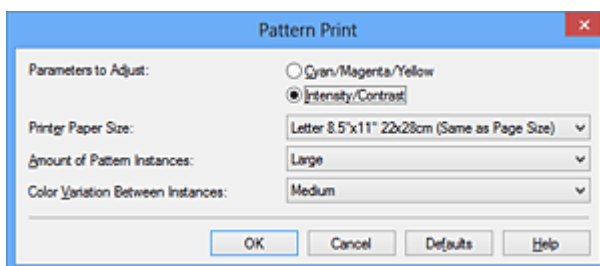 Pattern Print
Parameters to Adjust:
Cyan/Magenta/Yellow
Intensity/Contrast
Printer Paper Size:
Letter 8.5"x11" 22x28cm (Same as Page Size)
Amount of Pattern Instances:
Large
Color Variation Between Instances:
Medium
OK Cancel Defaults Help